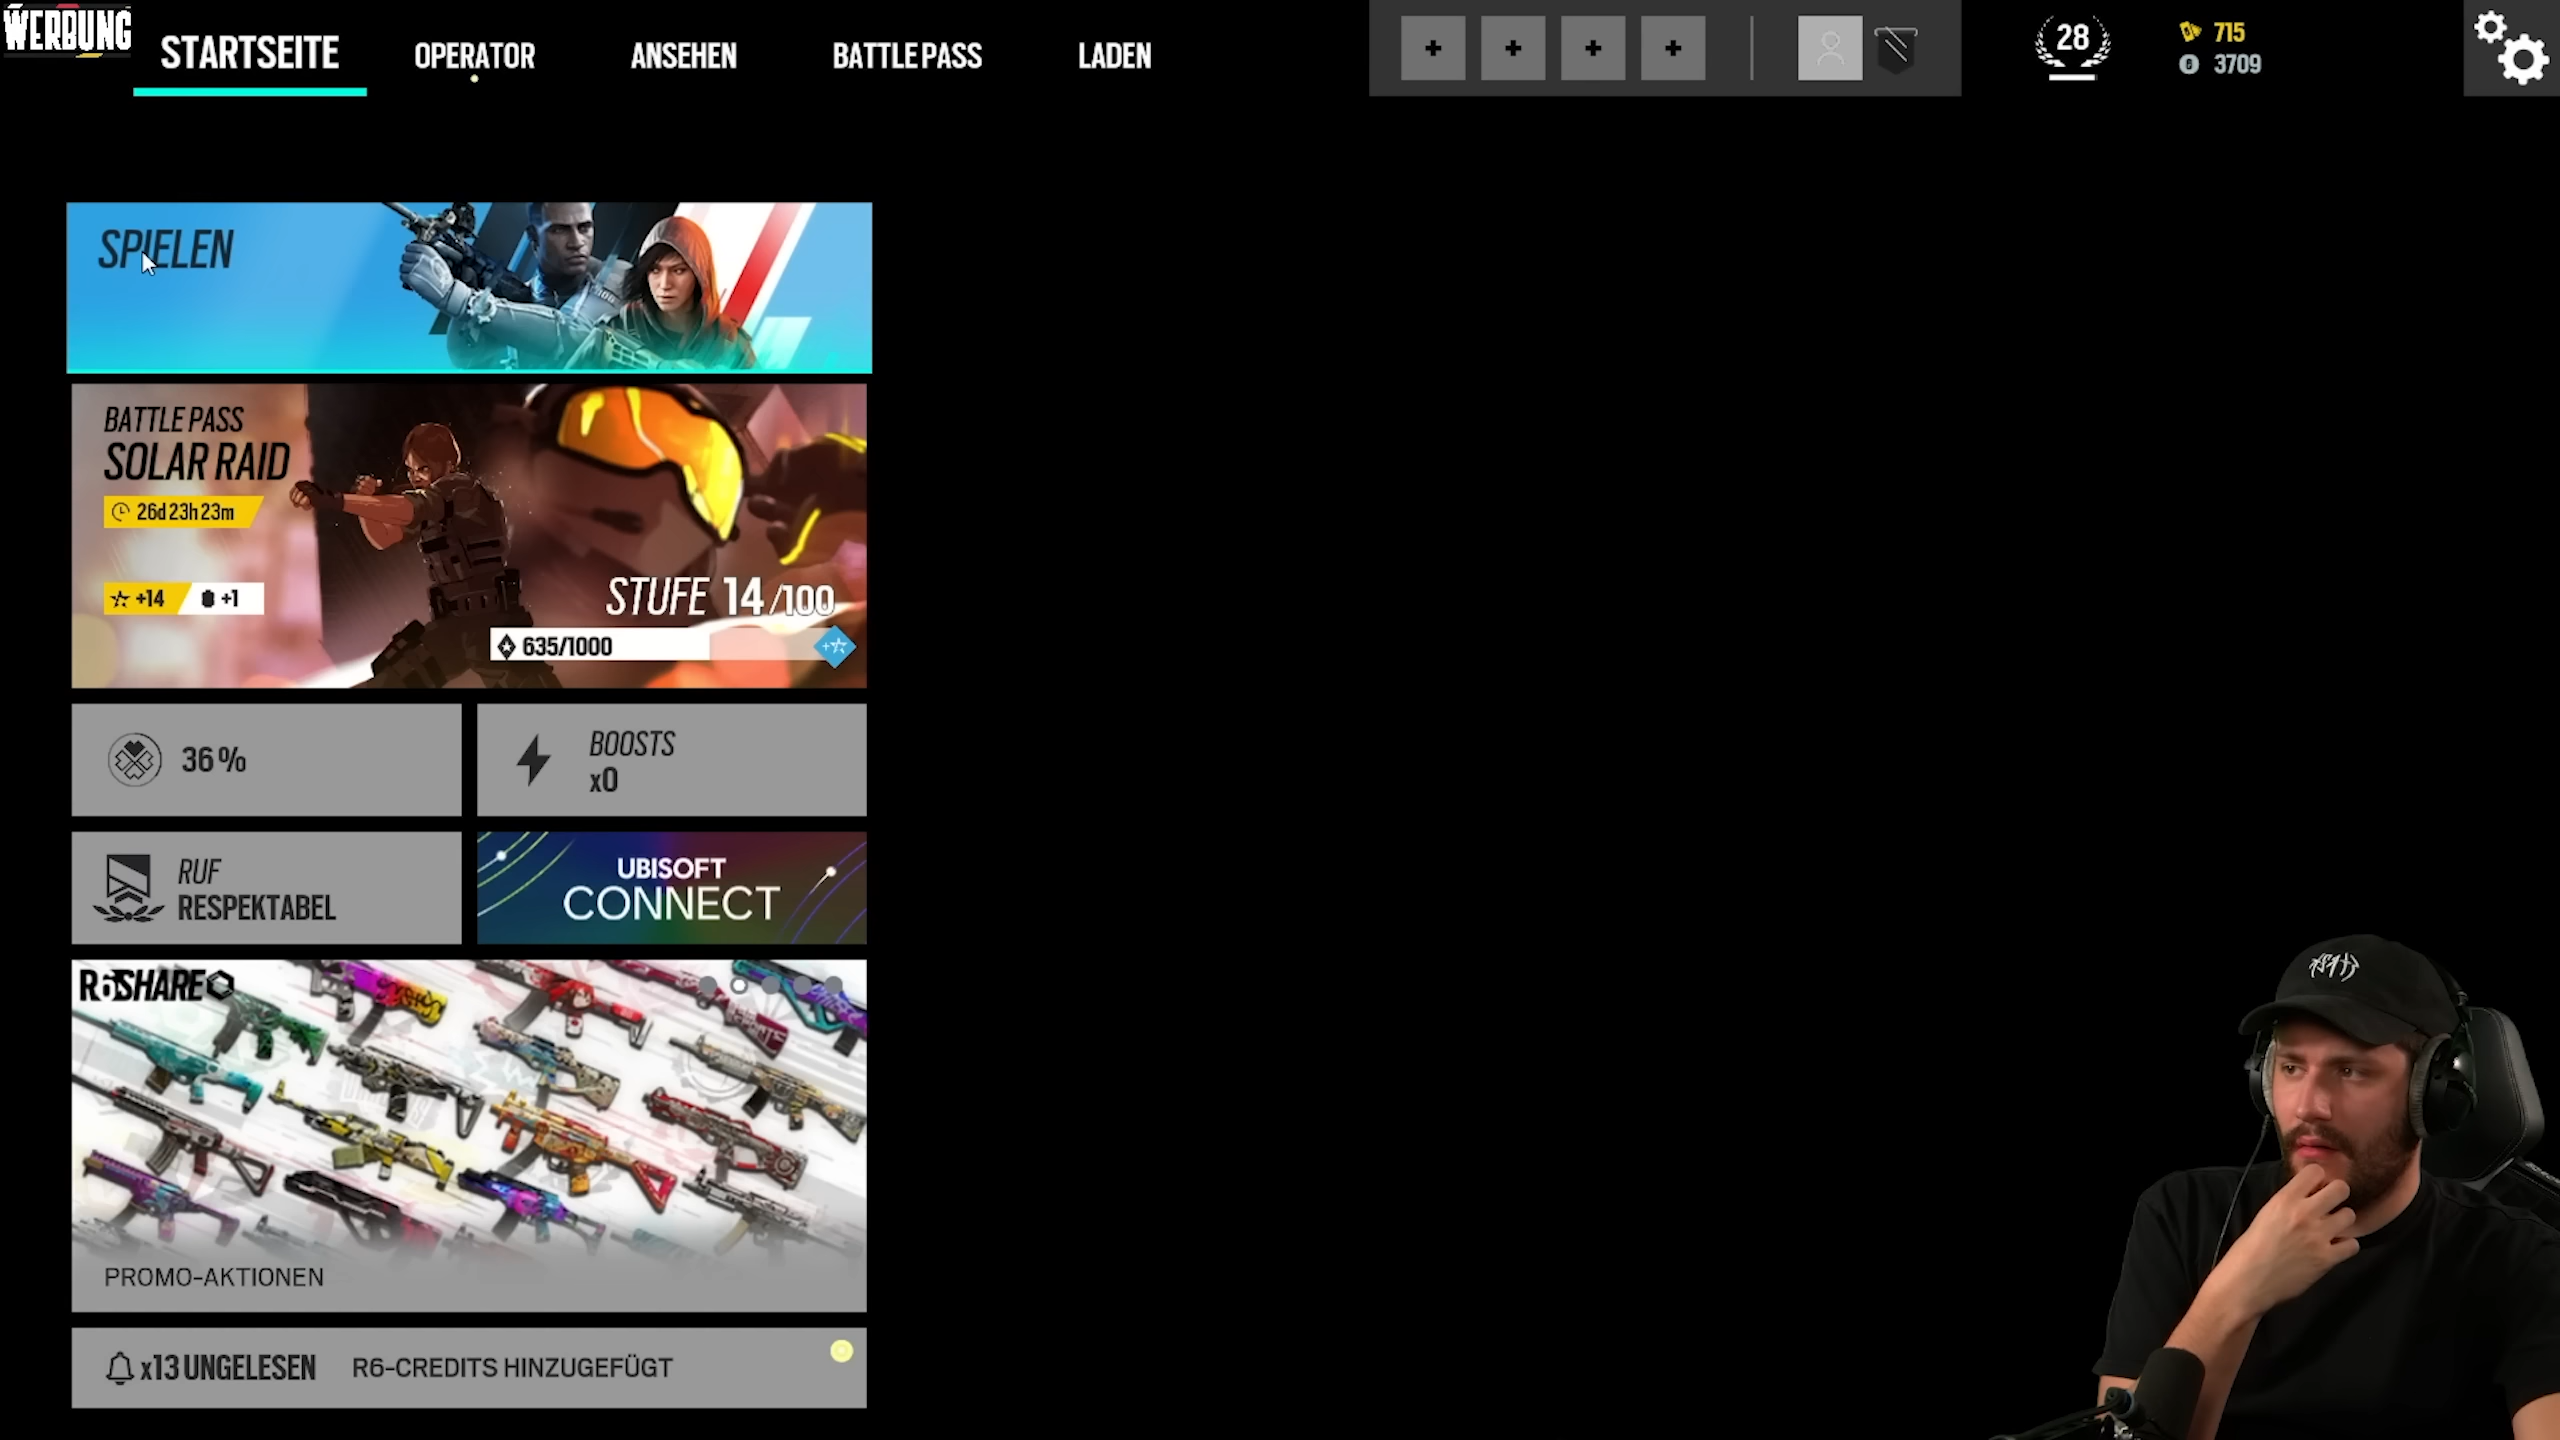 WERBUNG
STARTSEITE
OPERATOR
ANSEHEN
BATTLE PASS
LADEN
28
715
3709
SPIELEN
BATTLE PASS
SOLAR RAID
26d 23h 23m
+14
+1
STUFE 14/100
635/1000
36%
BOOSTS
x0
RUF
RESPEKTABEL
UBISOFT
CONNECT
R6SHARE
PROMO-AKTIONEN
x13 UNGELESEN
R6-CREDITS HINZUGEFÜGT